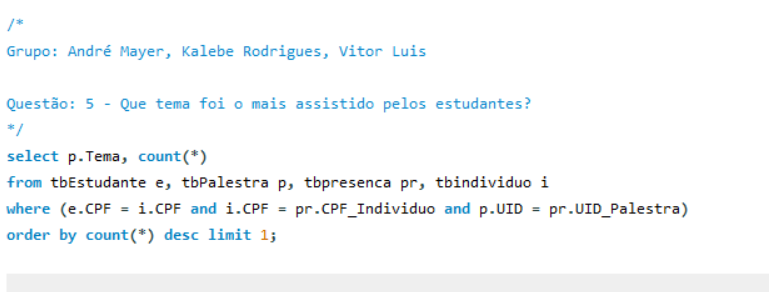 /*
Grupo: André Mayer, Kalebe Rodrigues, Vitor Luis
Questão: 5 - Que tema foi o mais assistido pelos estudantes?
*/
select p.Tema, count(*)
from tbEstudante e, tbPalestra p, tbpresenca pr, tbindividuo i
where (e.CPF = i.CPF and i.CPF = pr.CPF_Individuo and p.UID = pr.UID_Palestra)
order by count(*) desc limit 1;